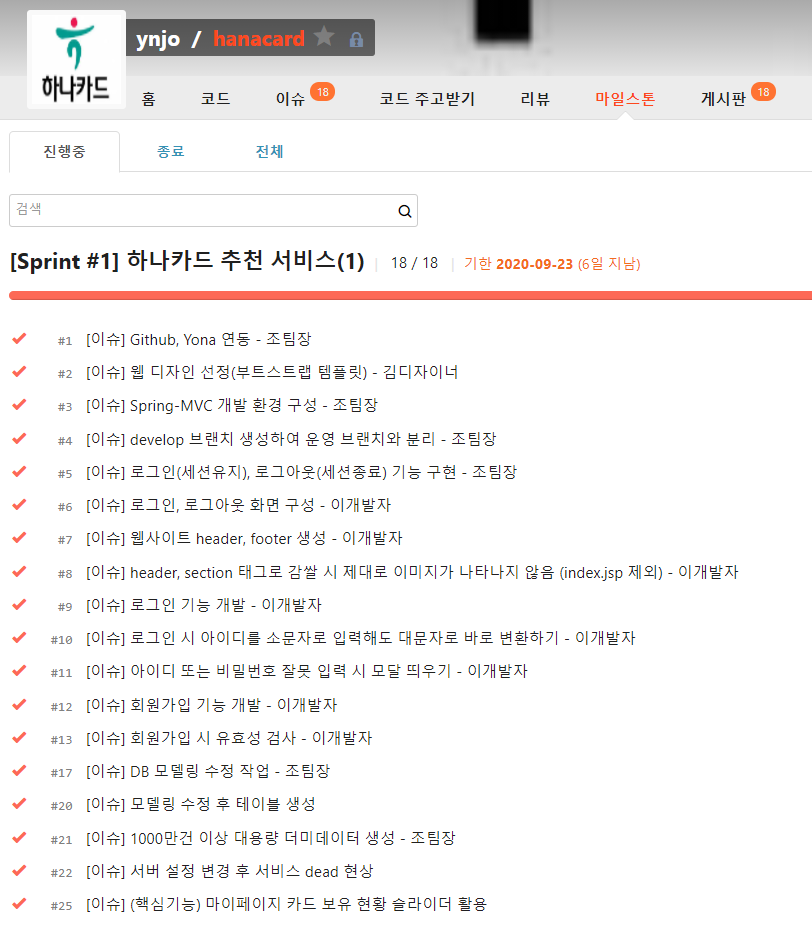 하나카드
ynjo / hanacard
홈 코드 이슈 18 코드 주고받기 리뷰 마일스톤 게시판 18
진행중 종료 전체
검색
[Sprint #1] 하나카드 추천 서비스(1) | 18 / 18 | 기한 2020-09-23 (6일 지남)
#1 [이슈] Github, Yona 연동 - 조팀장
#2 [이슈] 웹 디자인 선정(부트스트랩 템플릿) - 김디자이너
#3 [이슈] Spring-MVC 개발 환경 구성 - 조팀장
#4 [이슈] develop 브랜치 생성하여 운영 브랜치와 분리 - 조팀장
#5 [이슈] 로그인(세션유지), 로그아웃(세션종료) 기능 구현 - 조팀장
#6 [이슈] 로그인, 로그아웃 화면 구성 - 이개발자
#7 [이슈] 웹사이트 header, footer 생성 - 이개발자
#8 [이슈] header, section 태그로 감쌀 시 제대로 이미지가 나타나지 않음 (index.jsp 제외) - 이개발자
#9 [이슈] 로그인 기능 개발 - 이개발자
#10 [이슈] 로그인 시 아이디를 소문자로 입력해도 대문자로 바로 변환하기 - 이개발자
#11 [이슈] 아이디 또는 비밀번호 잘못 입력 시 모달 띄우기 - 이개발자
#12 [이슈] 회원가입 기능 개발 - 이개발자
#13 [이슈] 회원가입 시 유효성 검사 - 이개발자
#17 [이슈] DB 모델링 수정 작업 - 조팀장
#20 [이슈] 모델링 수정 후 테이블 생성
#21 [이슈] 1000만건 이상 대용량 더미데이터 생성 - 조팀장
#22 [이슈] 서버 설정 변경 후 서비스 dead 현상
#25 [이슈] (핵심기능) 마이페이지 카드 보유 현황 슬라이더 활용